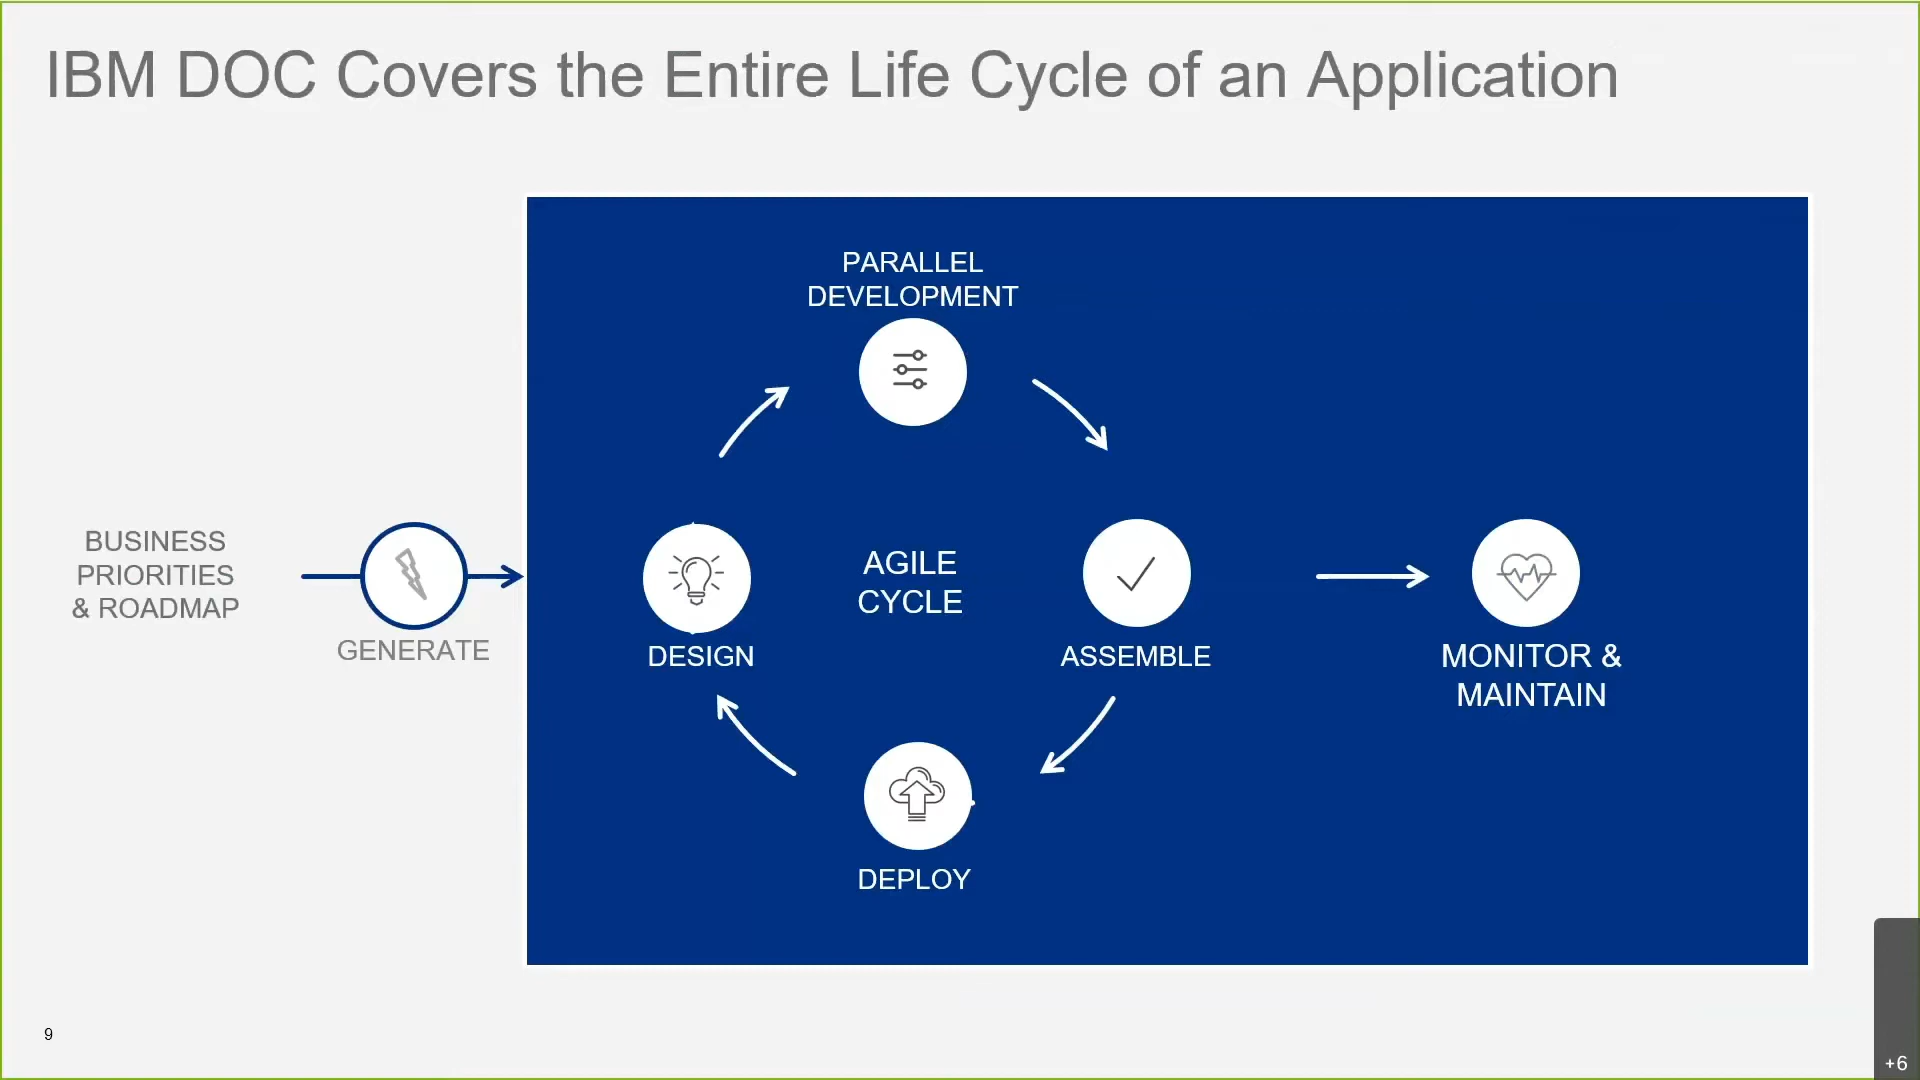 IBM DOC Covers the Entire Life Cycle of an Application
PARALLEL
DEVELOPMENT
BUSINESS
PRIORITIES
& ROADMAP
GENERATE
DESIGN
AGILE
CYCLE
ASSEMBLE
MONITOR &
MAINTAIN
DEPLOY
9
+6